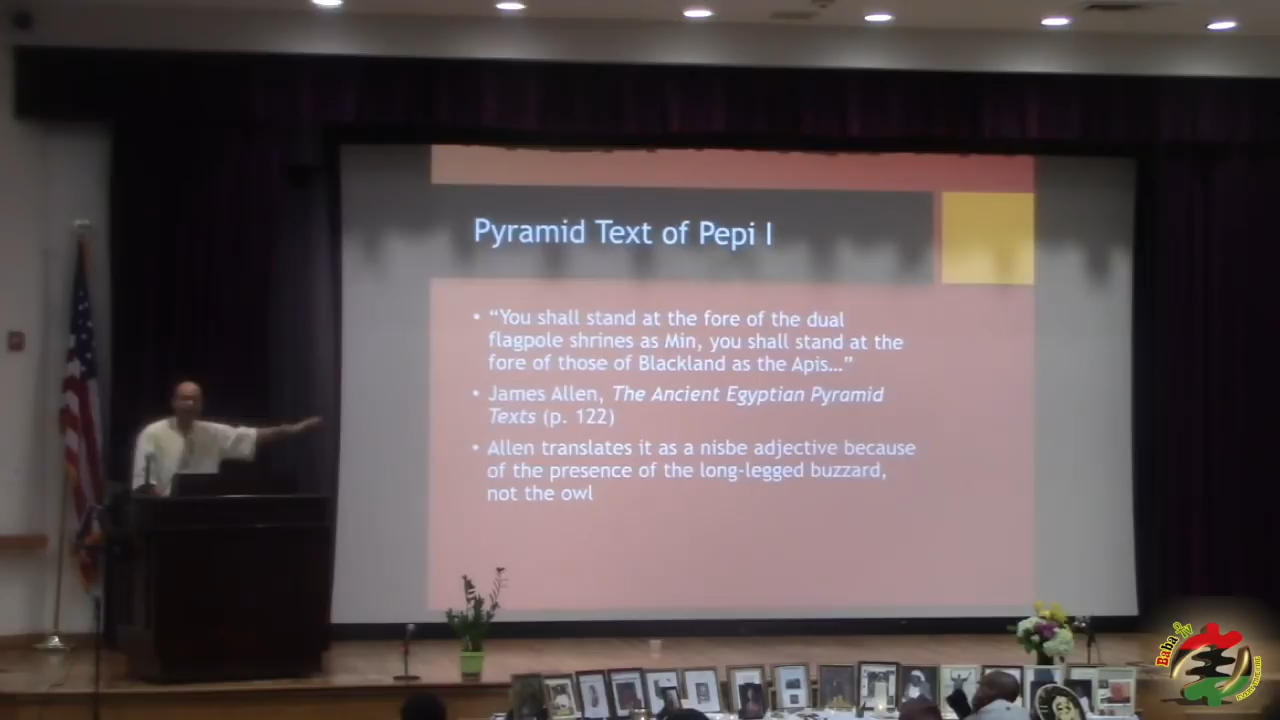 Pyramid Text of Pepi I
• “You shall stand at the fore of the dual
flagpole shrines as Min, you shall stand at the
fore of those of Blackland as the Apis…”
• James Allen, The Ancient Egyptian Pyramid
Texts (p. 122)
• Allen translates it as a nisbe adjective because
of the presence of the long-legged buzzard,
not the owl
Baba
TV